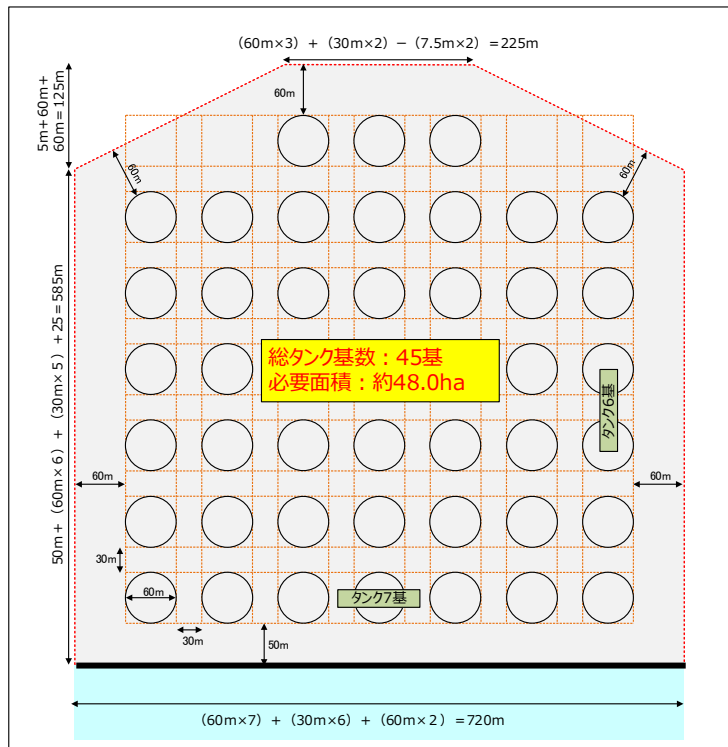 (60m×3) + (30m×2) − (7.5m×2) =225m
5m+60m+
60m=125m
60m
60m
60m
50m+ (60m×6) + (30m×5) +25=585m
総タンク基数：45基
必要面積：約48.0ha
タンク6基
60m
60m
30m
60m
タンク7基
30m
50m
(60m×7) + (30m×6) + (60m×2) =720m